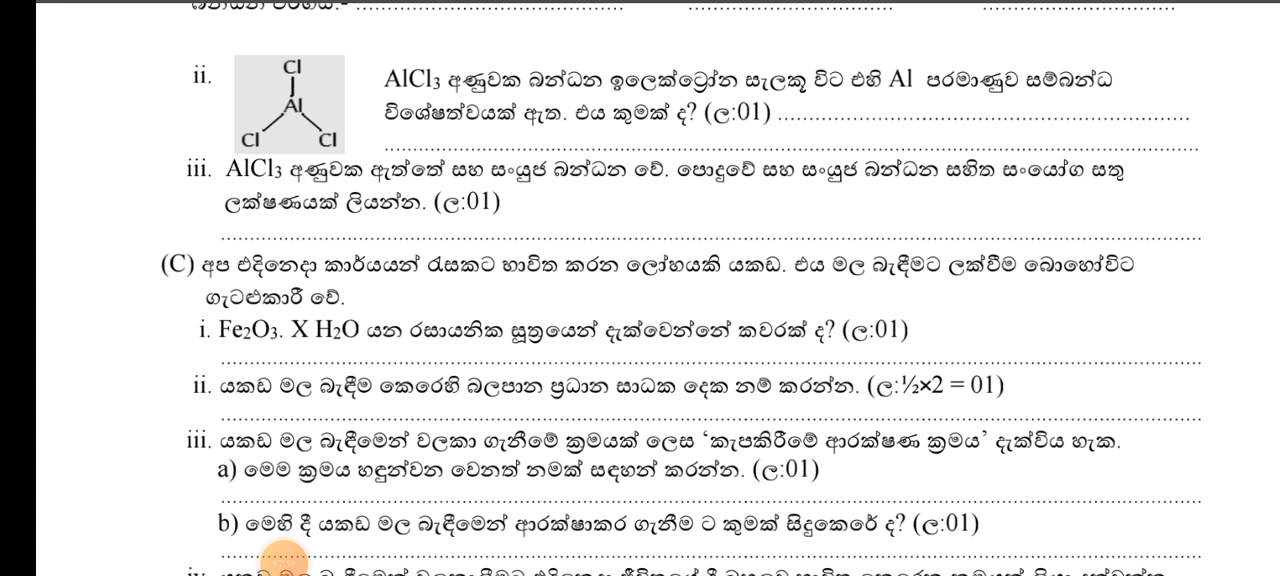 ii.
Cl
Al
Cl Cl
AlCl₃ අණුවක බන්ධන ඉලෙක්ට්‍රෝන සැලකූ විට එහි Al පරමාණුව සම්බන්ධ
විශේෂත්වයක් ඇත. එය කුමක් ද? (ල:01) ..........................................................
..........................................................................................
iii. AlCl₃ අණුවක ඇත්තේ සහ සංයුජ බන්ධන වේ. පොදුවේ සහ සංයුජ බන්ධන සහිත සංයෝග සතු
ලක්ෂණයක් ලියන්න. (ල:01)
..........................................................................................
(C) අප එදිනෙදා කාර්යයන් රැසකට භාවිත කරන ලෝහයකි යකඩ. එය මල බැඳීමට ලක්වීම බොහෝවිට
ගැටළුකාරී වේ.
i. Fe₂O₃. X H₂O යන රසායනික සූත්‍රයෙන් දැක්වෙන්නේ කවරක් ද? (ල:01)
..........................................................................................
ii. යකඩ මල බැඳීම කෙරෙහි බලපාන ප්‍රධාන සාධක දෙක නම් කරන්න. (ල:½×2 = 01)
..........................................................................................
iii. යකඩ මල බැඳීමෙන් වලකා ගැනීමේ ක්‍රමයක් ලෙස ‘කැපකිරීමේ ආරක්ෂණ ක්‍රමය’ දැක්විය හැක.
a) මෙම ක්‍රමය හඳුන්වන වෙනත් නමක් සඳහන් කරන්න. (ල:01)
..........................................................................................
b) මෙහි දී යකඩ මල බැඳීමෙන් ආරක්ෂාකර ගැනීම ට කුමක් සිදුකෙරේ ද? (ල:01)
..........................................................................................